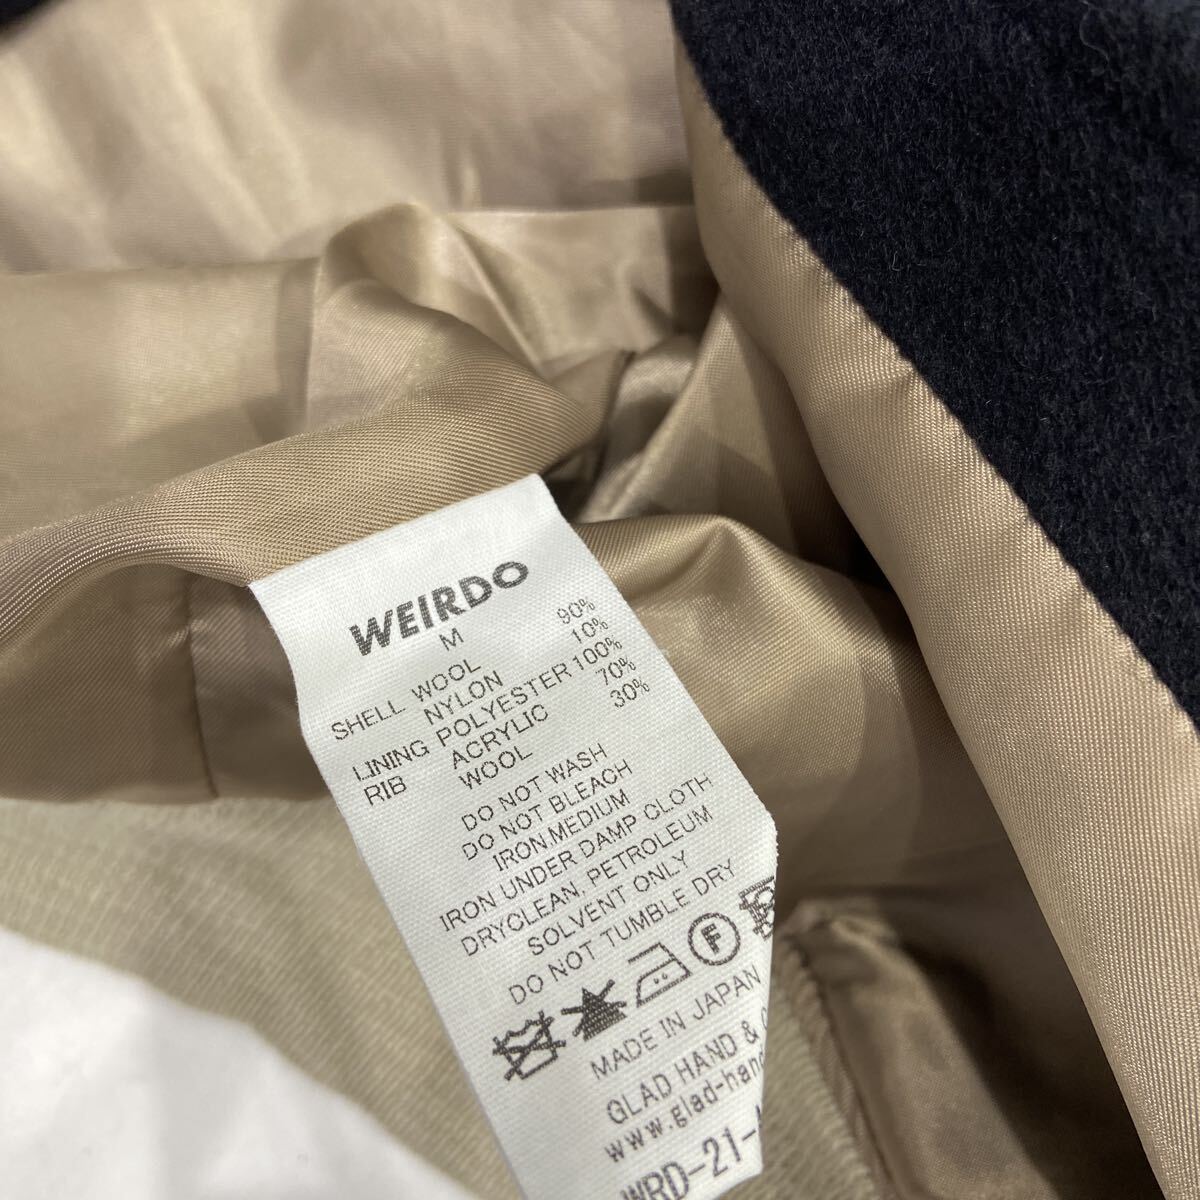 WEIRDO
M
SHELL WOOL 90%
NYLON 10%
LINING POLYESTER 100%
RIB ACRYLIC 70%
WOOL 30%
DO NOT WASH
DO NOT BLEACH
IRON.MEDIUM
IRON UNDER DAMP CLOTH
DRYCLEAN, PETROLEUM
SOLVENT ONLY
DO NOT TUMBLE DRY
F
MADE IN JAPAN
GLAD HAND &
www.glad-hand
WRD-21-